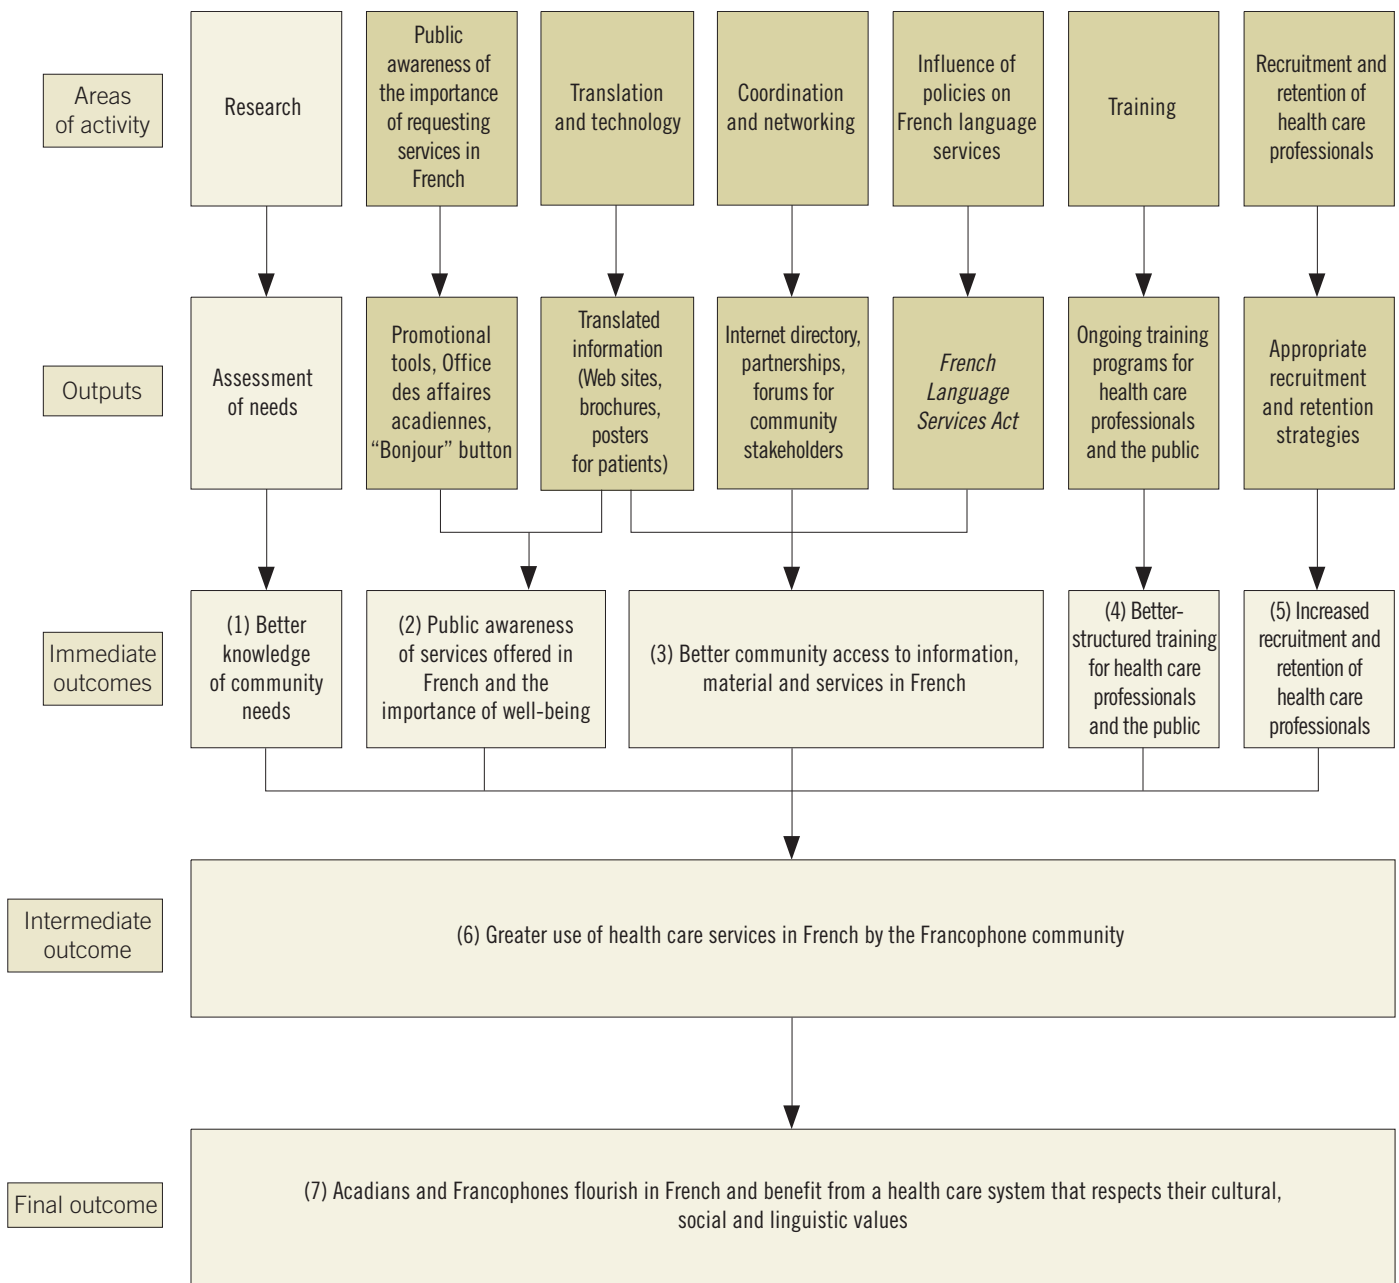 Areas
of activity
Research
Public
awareness of
the importance
of requesting
services in
French
Translation
and technology
Coordination
and networking
Influence of
policies on
French language
services
Training
Recruitment and
retention of
health care
professionals
Outputs
Assessment
of needs
Promotional
tools, Office
des affaires
acadiennes,
“Bonjour” button
Translated
information
(Web sites,
brochures,
posters
for patients)
Internet directory,
partnerships,
forums for
community
stakeholders
French
Language
Services Act
Ongoing training
programs for
health care
professionals
and the public
Appropriate
recruitment
and retention
strategies
Immediate
outcomes
(1) Better
knowledge
of community
needs
(2) Public awareness
of services offered in
French and the
importance of well-being
(3) Better community access to information,
material and services in French
(4) Better-
structured training
for health care
professionals
and the public
(5) Increased
recruitment and
retention of
health care
professionals
Intermediate
outcome
(6) Greater use of health care services in French by the Francophone community
Final outcome
(7) Acadians and Francophones flourish in French and benefit from a health care system that respects their cultural,
social and linguistic values